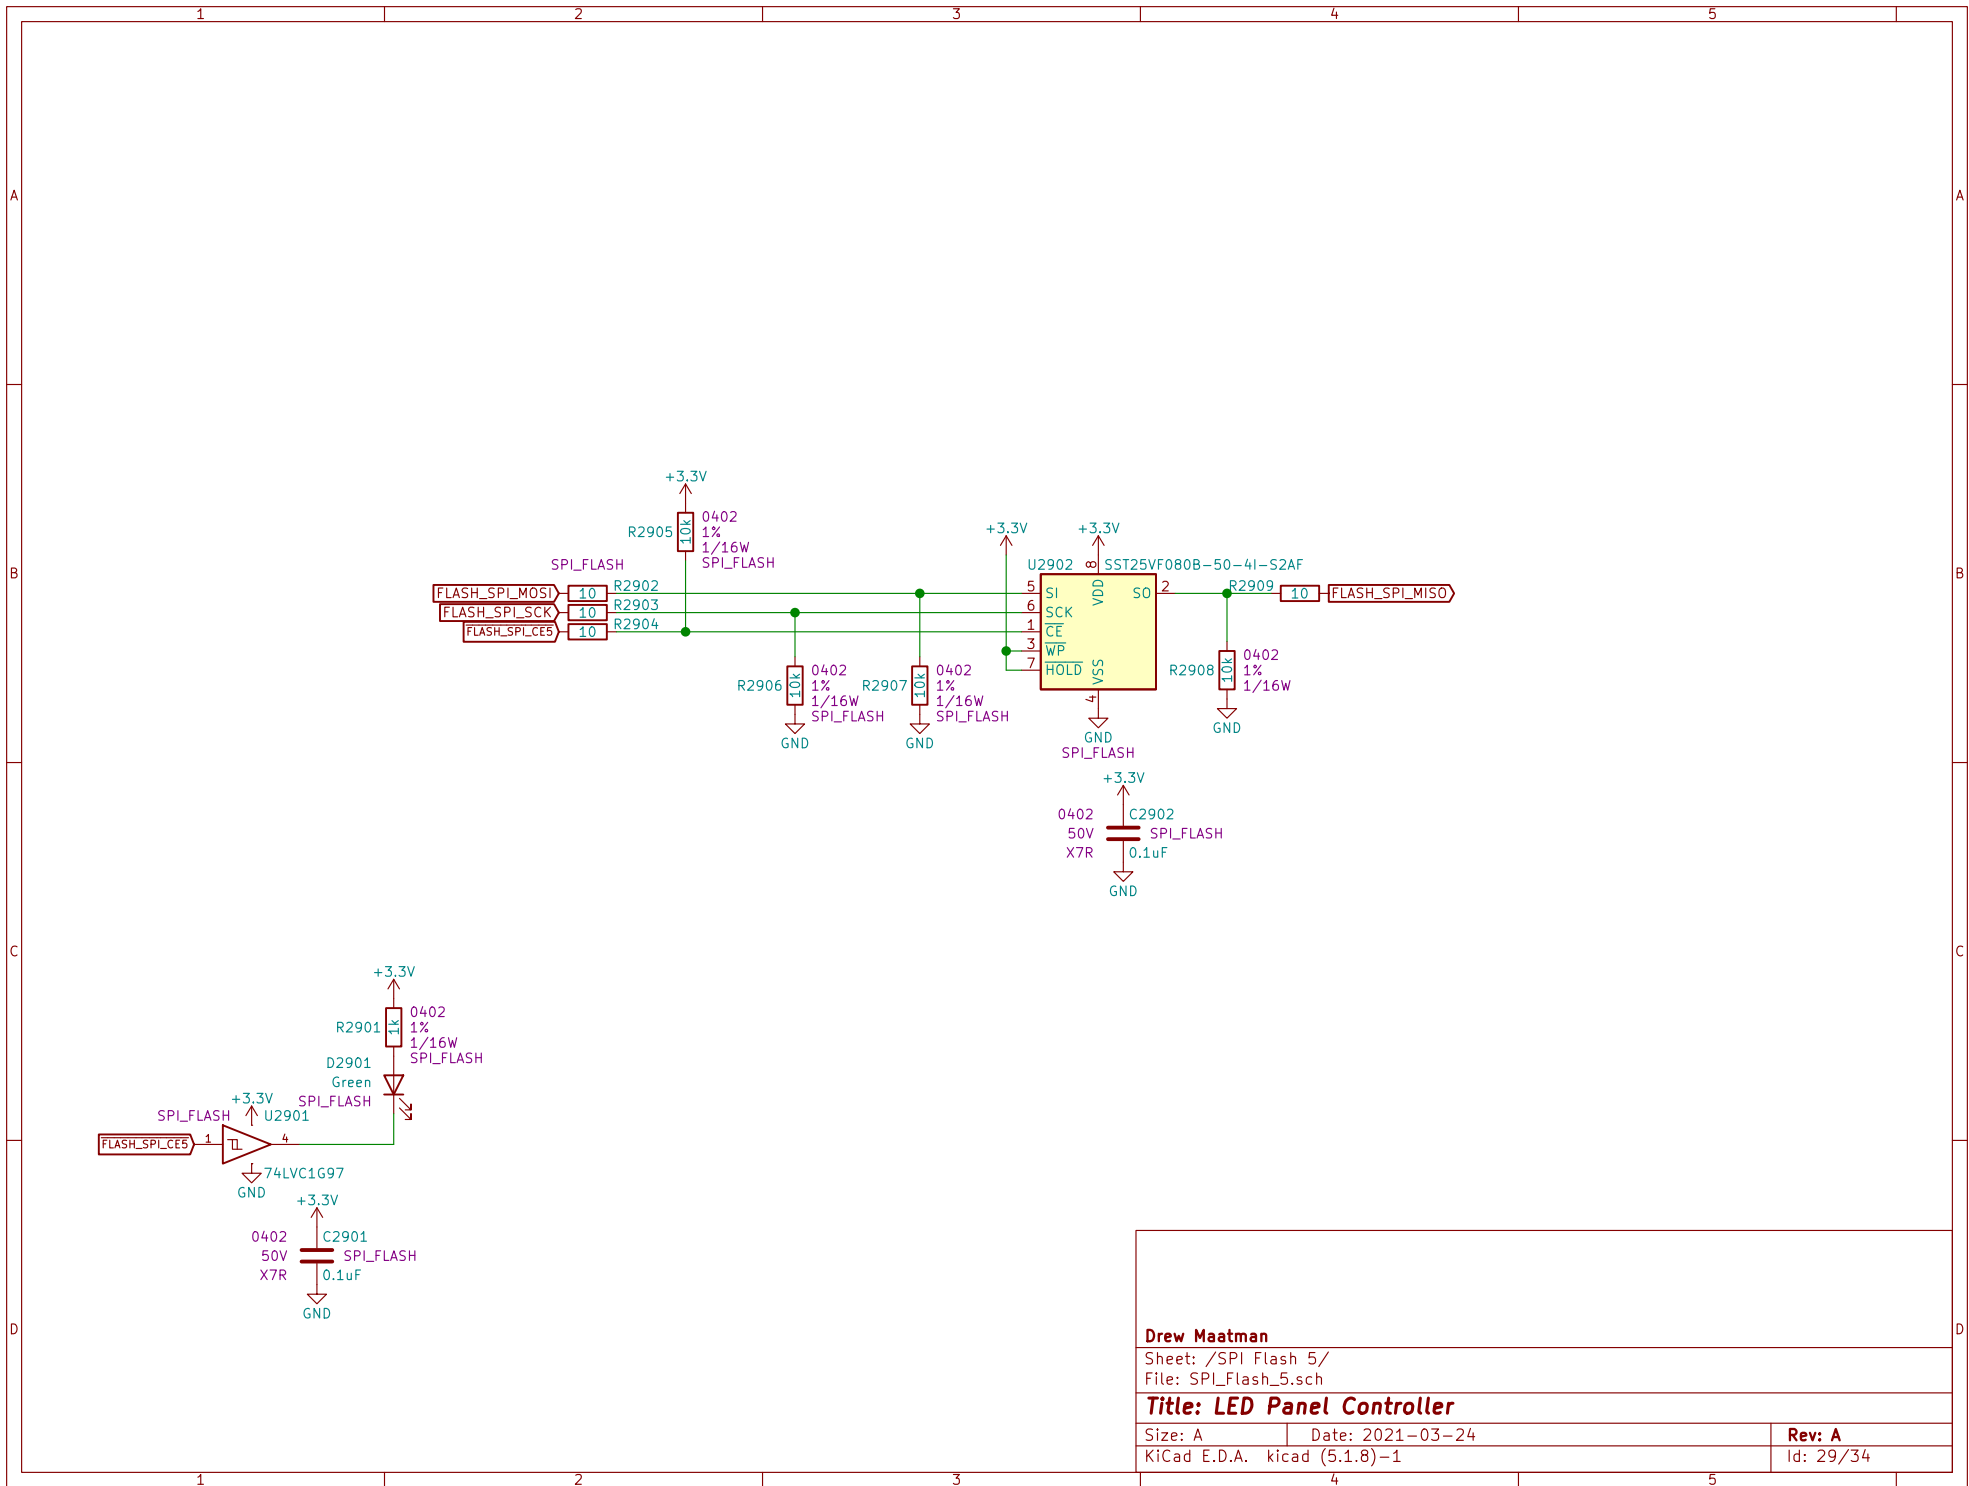 1 2 3 4 5
A A
+3.3V
R2905 10k 0402
1%
1/16W
SPI_FLASH
+3.3V +3.3V
SPI_FLASH
U2902 SST25VF080B-50-4I-S2AF
B B
FLASH_SPI_MOSI 10 R2902
FLASH_SPI_SCK 10 R2903
FLASH_SPI_CE5 10 R2904
8 VDD
5 SI
6 SCK
1 CE
3 WP
7 HOLD
SO 2
VSS 4
R2909 10 FLASH_SPI_MISO
R2906 10k 0402
1%
1/16W
SPI_FLASH
GND
R2907 10k 0402
1%
1/16W
SPI_FLASH
GND
R2908 10k 0402
1%
1/16W
GND
GND
SPI_FLASH
+3.3V
0402 C2902
50V SPI_FLASH
X7R 0.1uF
GND
C C
+3.3V
R2901 1k 0402
1%
1/16W
SPI_FLASH
D2901
Green
SPI_FLASH
+3.3V
SPI_FLASH U2901
FLASH_SPI_CE5 1 4
74LVC1G97
GND
+3.3V
0402 C2901
50V SPI_FLASH
X7R 0.1uF
GND
D D
Drew Maatman
Sheet: /SPI Flash 5/
File: SPI_Flash_5.sch
Title: LED Panel Controller
Size: A Date: 2021-03-24 Rev: A
KiCad E.D.A. kicad (5.1.8)-1 Id: 29/34
1 2 3 4 5